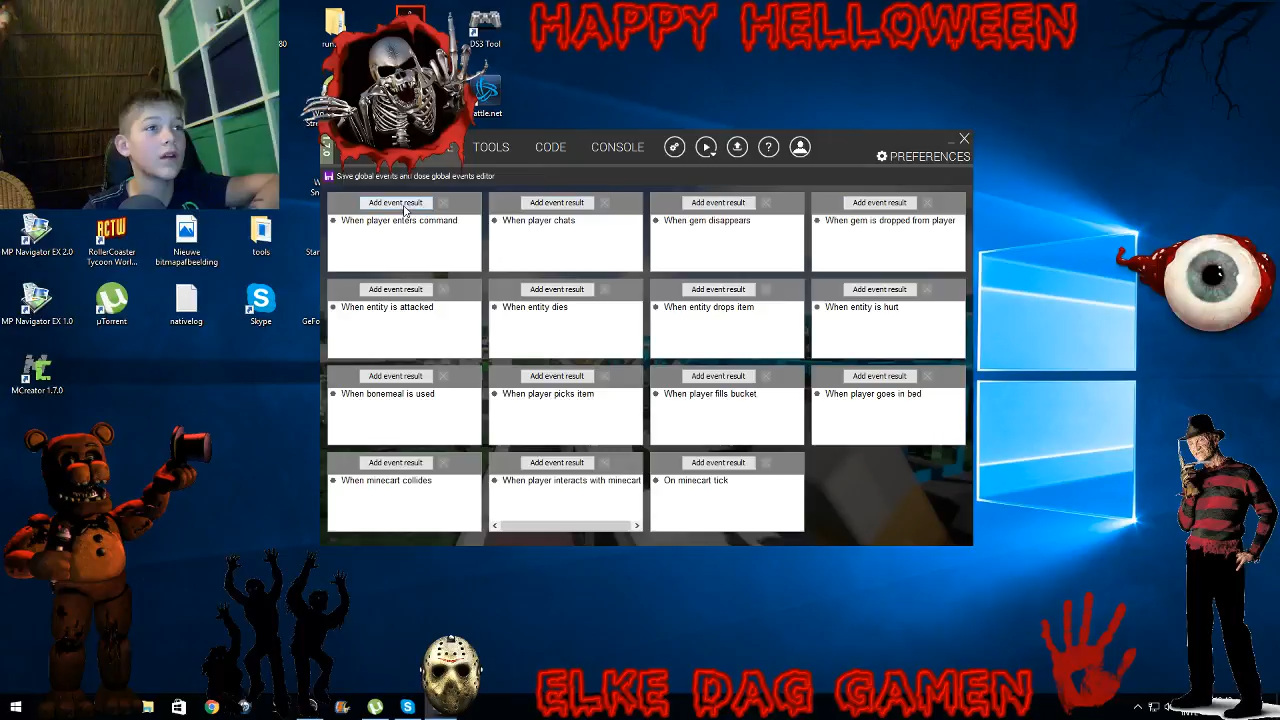 HAPPY HELLOWEEN
DS3 Tool
TOOLS CODE CONSOLE
PREFERENCES
1.7.0
Save global events and close global events editor
Add event result
When player enters command
Add event result
When player chats
Add event result
When gem disappears
Add event result
When gem is dropped from player
Add event result
When entity is attacked
Add event result
When entity dies
Add event result
When entity drops item
Add event result
When entity is hurt
Add event result
When bonemeal is used
Add event result
When player picks item
Add event result
When player fills bucket
Add event result
When player goes in bed
Add event result
When minecart collides
Add event result
When player interacts with minecart
Add event result
On minecart tick
MP Navigator EX 2.0
RollerCoaster
Tycoon Worl...
Nieuwe
bitmapafbeelding
tools
MP Navigator EX 1.0
µTorrent
nativelog
Skype
MCreator 1.7.0
ELKE DAG GAMEN